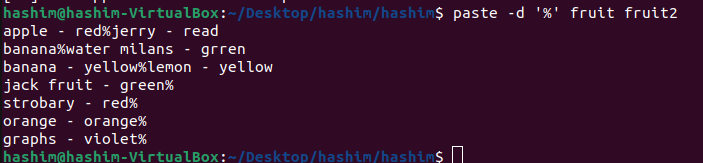 hashim@hashim-VirtualBox:~/Desktop/hashim/hashim$ paste -d '%' fruit fruit2
apple - red%jerry - read
banana%water milans - grren
banana - yellow%lemon - yellow
jack fruit - green%
strobary - red%
orange - orange%
graphs - violet%
hashim@hashim-VirtualBox:~/Desktop/hashim/hashim$